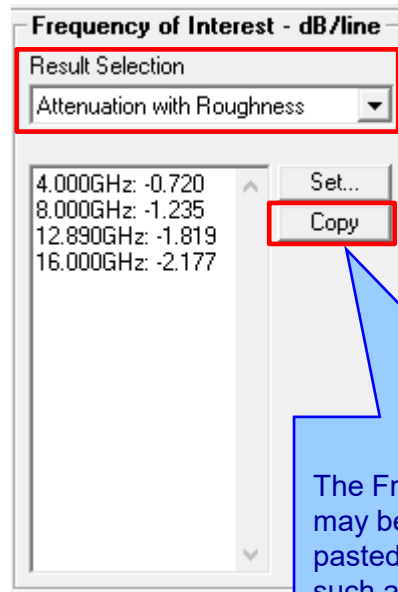 Frequency of Interest - dB/line
Result Selection
Attenuation with Roughness
4.000GHz: -0.720
8.000GHz: -1.235
12.890GHz: -1.819
16.000GHz: -2.177
Set...
Copy
The
may be
pasted
such